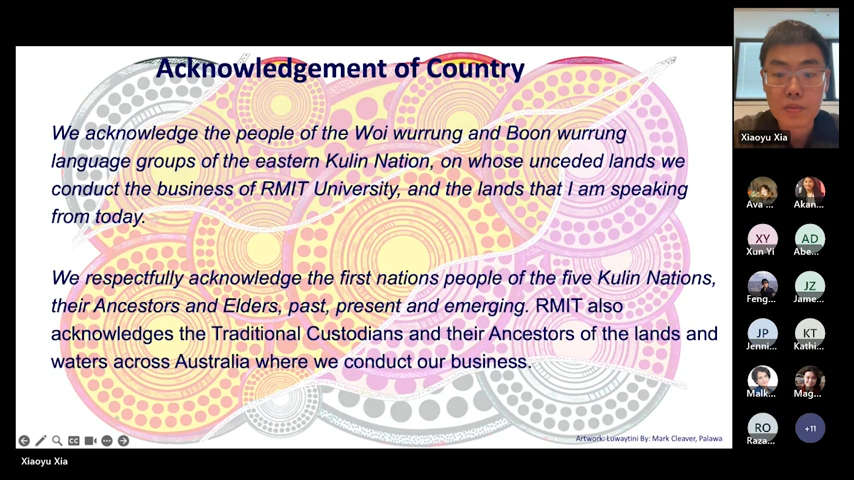 Acknowledgement of Country
We acknowledge the people of the Woi wurrung and Boon wurrung
language groups of the eastern Kulin Nation, on whose unceded lands we
conduct the business of RMIT University, and the lands that I am speaking
from today.
We respectfully acknowledge the first nations people of the five Kulin Nations,
their Ancestors and Elders, past, present and emerging. RMIT also
acknowledges the Traditional Custodians and their Ancestors of the lands and
waters across Australia where we conduct our business.
Artwork: Luwaytini By: Mark Cleaver, Palawa
Xiaoyu Xia
Xiaoyu Xia
Ava ...
Akan...
XY
AD
Xun Yi
Abe...
JZ
Feng...
Jame...
JP
KT
Jenni...
Kathi...
Malk...
Mag...
RO
+11
Raza...
CC